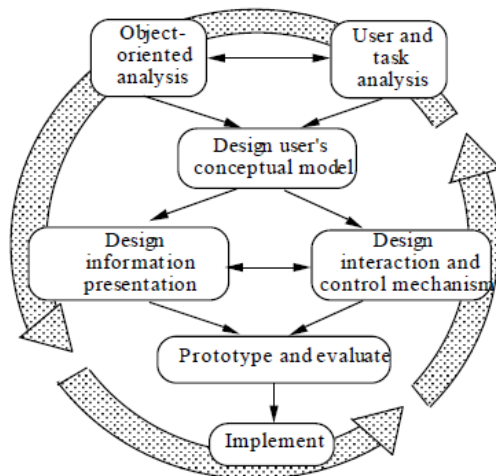 Object-
oriented
analysis
User and
task
analysis
Design user's
conceptual model
Design
information
presentation
Design
interaction and
control mechanism
Prototype and evaluate
Implement